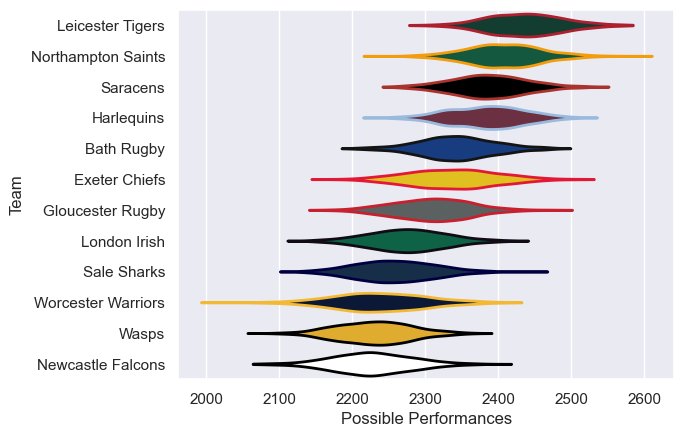 Leicester Tigers
Northampton Saints
Saracens
Harlequins
Bath Rugby
Exeter Chiefs
Gloucester Rugby
London Irish
Sale Sharks
Worcester Warriors
Wasps
Newcastle Falcons
Team
2000 2100 2200 2300 2400 2500 2600
Possible Performances